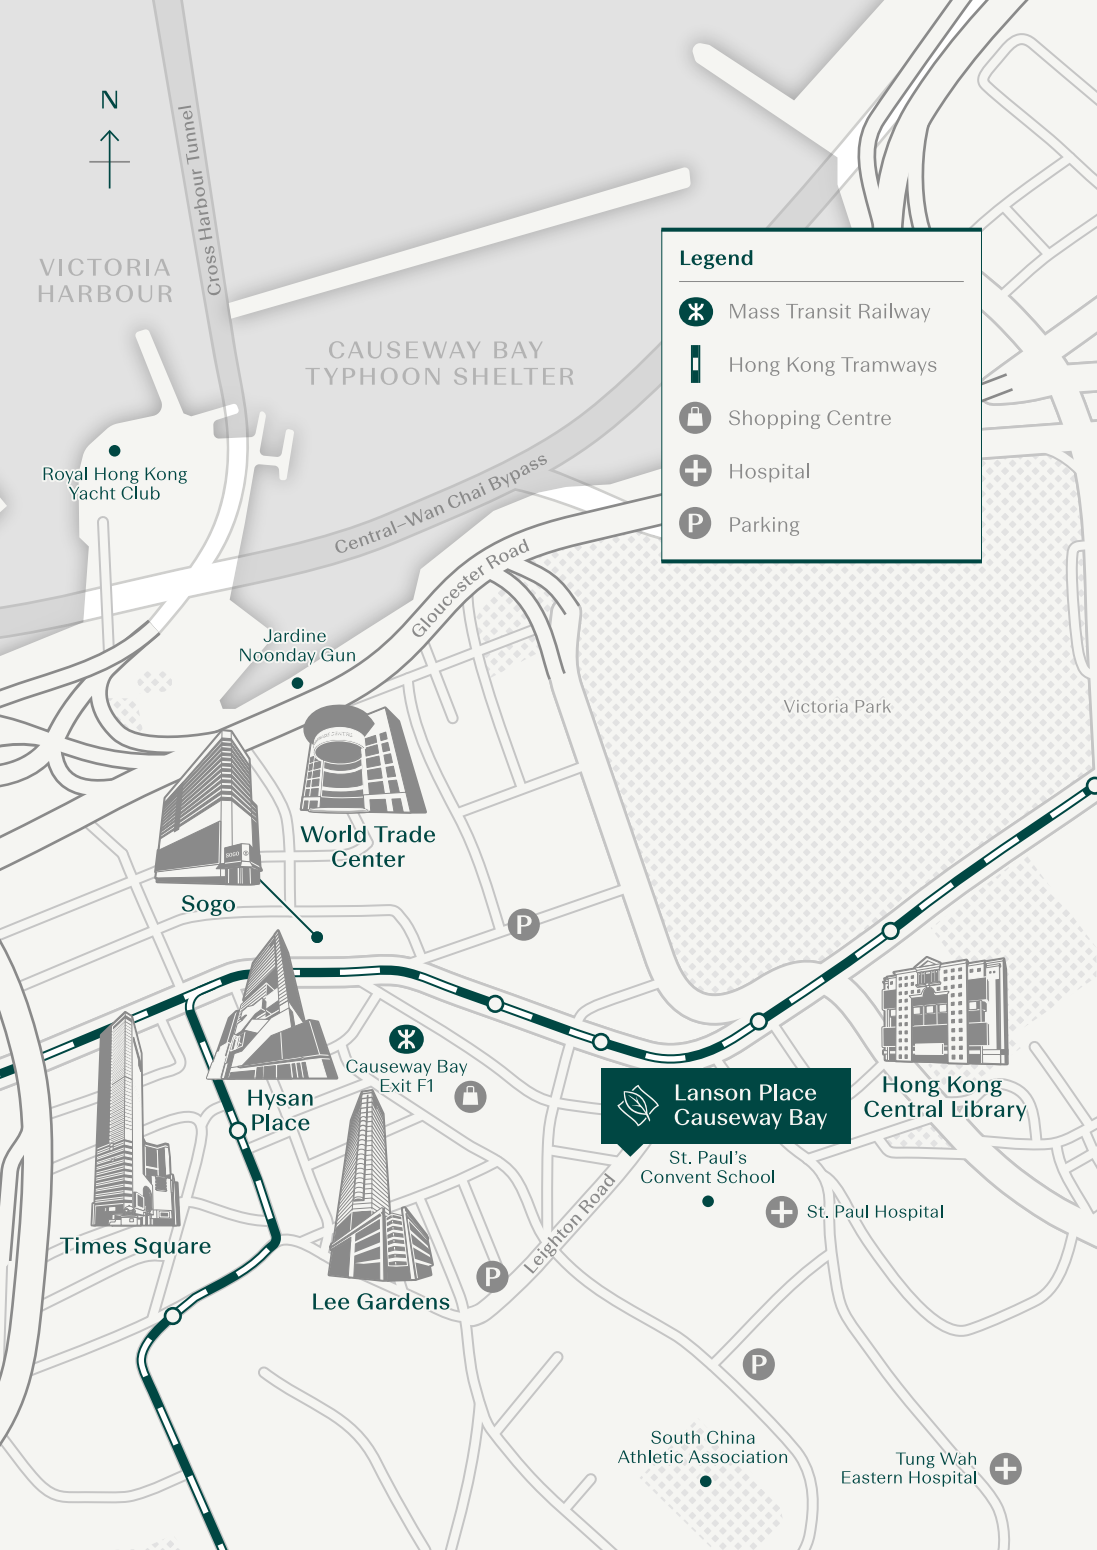 N
Cross Harbour Tunnel
VICTORIA
HARBOUR
CAUSEWAY BAY
TYPHOON SHELTER
Legend
Mass Transit Railway
Hong Kong Tramways
Shopping Centre
Hospital
P
Parking
Royal Hong Kong
Yacht Club
Central–Wan Chai Bypass
Gloucester Road
Jardine
Noonday Gun
Victoria Park
World Trade
Center
SOGO
Sogo
P
Causeway Bay
Exit F1
Hysan
Place
Lanson Place
Causeway Bay
Hong Kong
Central Library
St. Paul's
Convent School
St. Paul Hospital
Leighton Road
Times Square
P
Lee Gardens
P
South China
Athletic Association
Tung Wah
Eastern Hospital